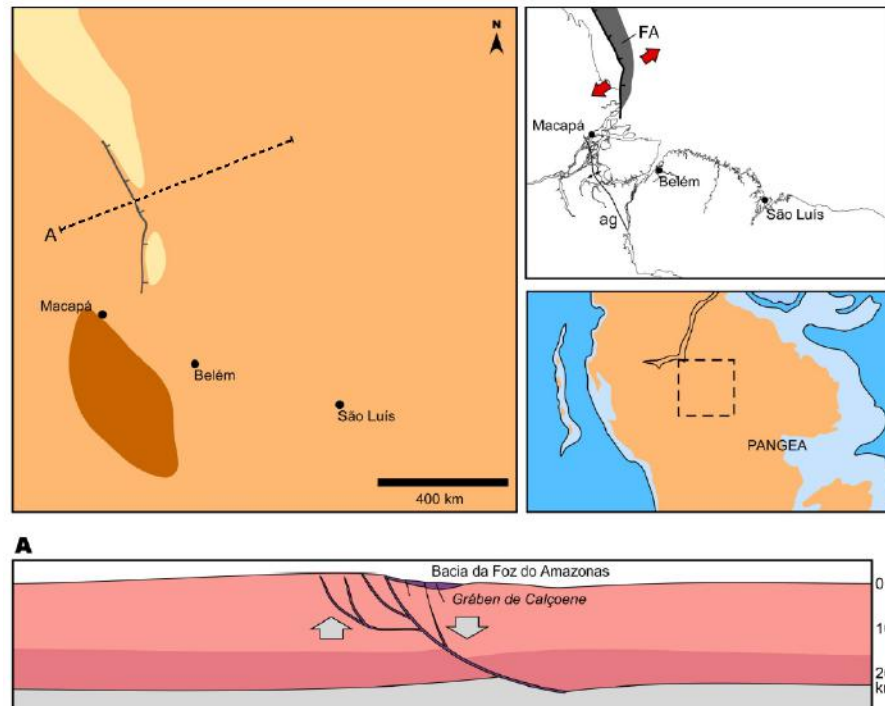 N
A
Macapá
Belém
São Luís
400 km
FA
Macapá
Belém
São Luís
ag
PANGEA
A
Bacia da Foz do Amazonas
Gráben de Calçoene
0
10
20
km